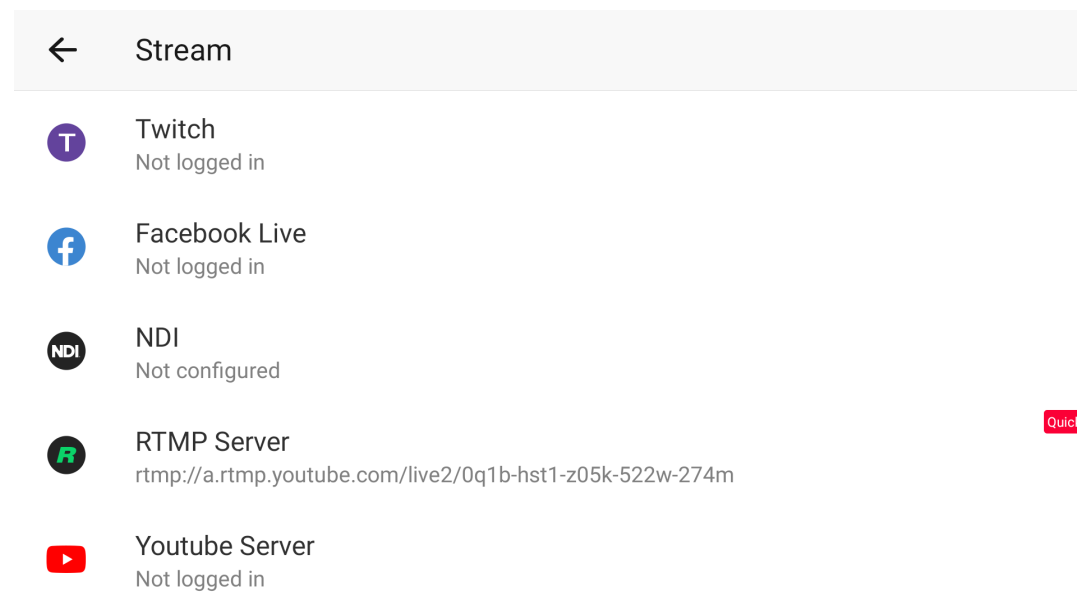 Stream
T
Twitch
Not logged in
Facebook Live
Not logged in
NDI
NDI
Not configured
R
RTMP Server
rtmp://a.rtmp.youtube.com/live2/0q1b-hst1-z05k-522w-274m
Youtube Server
Not logged in